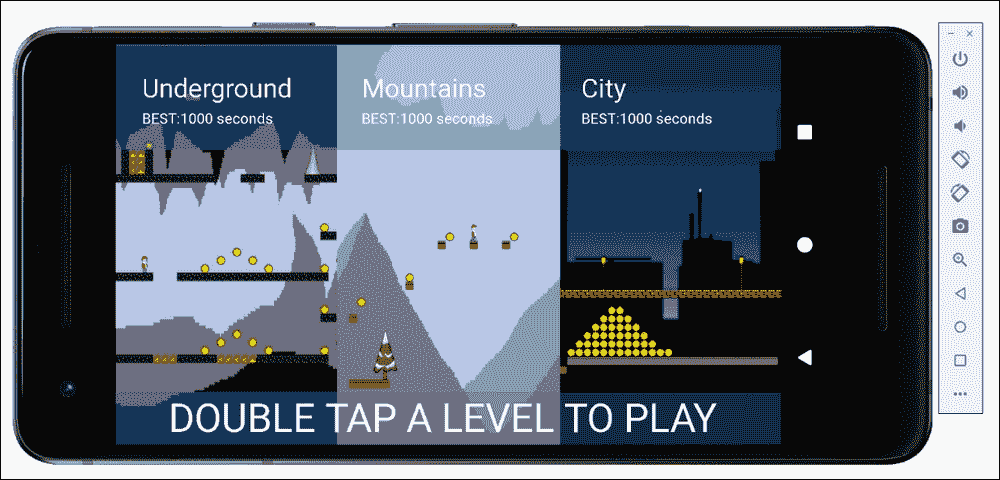 Underground
BEST:1000 seconds
Mountains
BEST:1000 seconds
City
BEST:1000 seconds
DOUBLE TAP A LEVEL TO PLAY